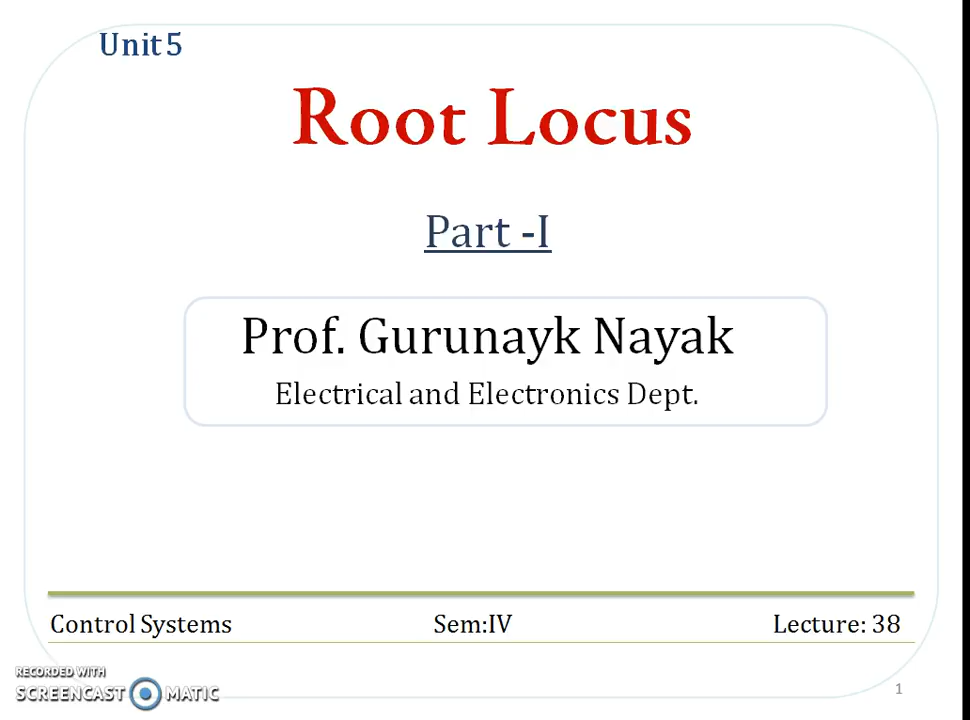 Unit 5
Root Locus
Part -I
Prof. Gurunayk Nayak
Electrical and Electronics Dept.
Control Systems Sem:IV Lecture: 38
RECORDED WITH
SCREENCAST MATIC
1